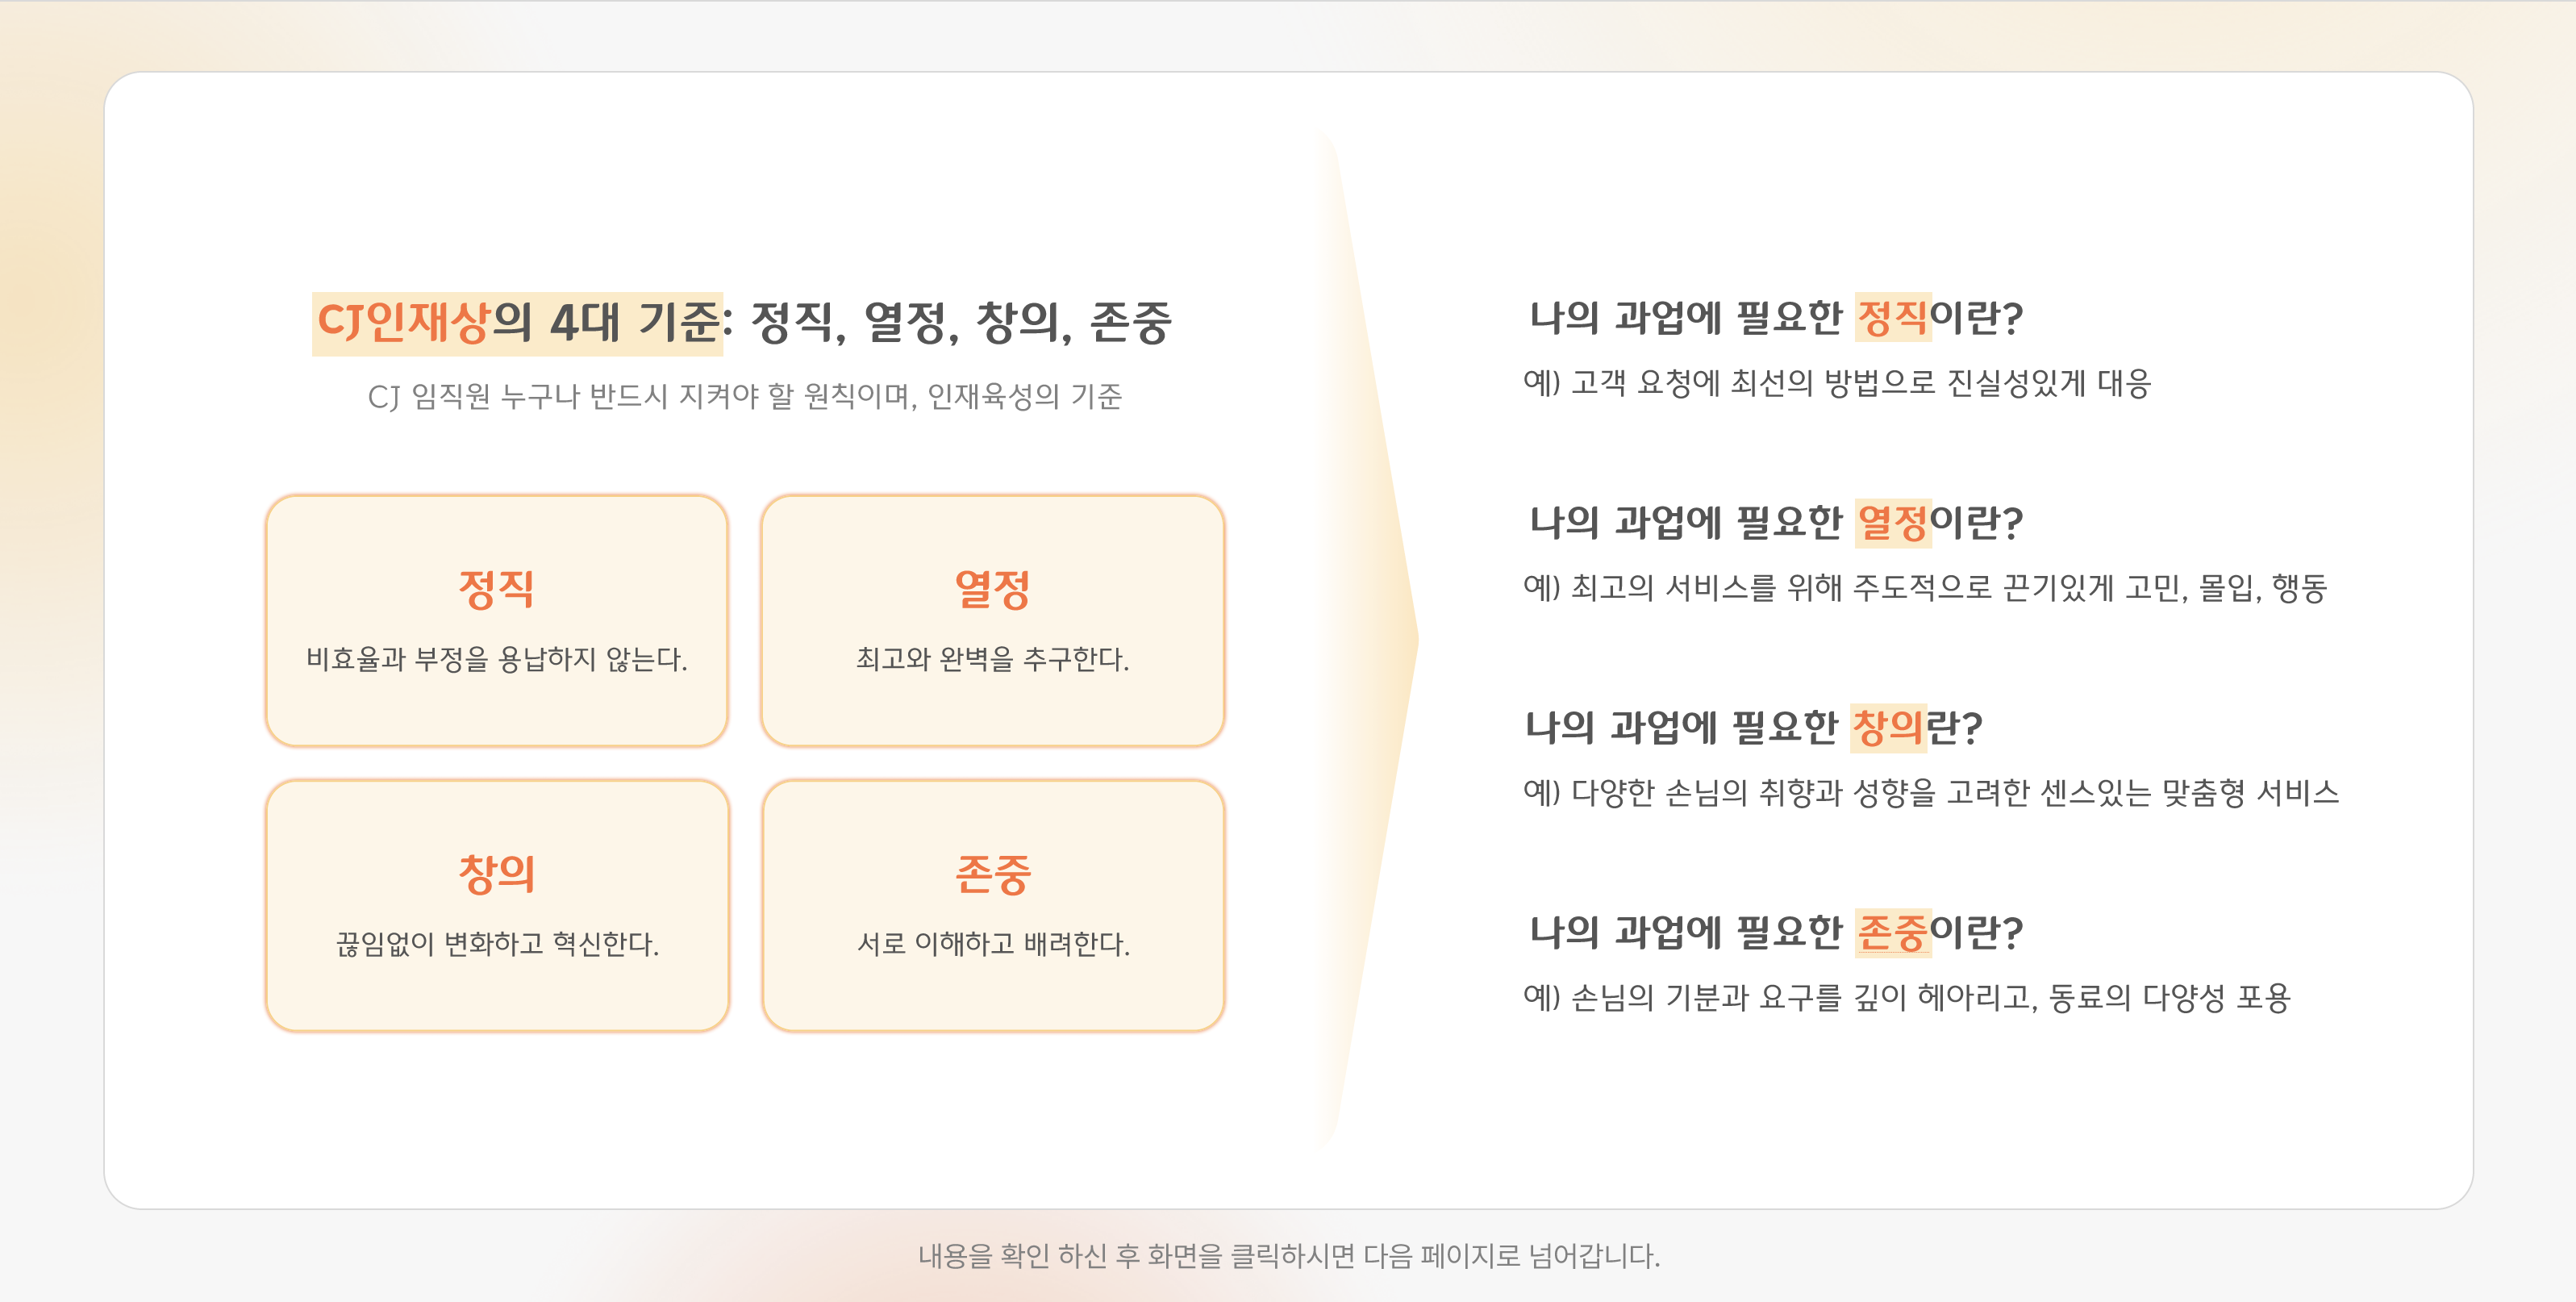 CJ인재상의 4대 기준: 정직, 열정, 창의, 존중
CJ 임직원 누구나 반드시 지켜야 할 원칙이며, 인재육성의 기준
정직
비효율과 부정을 용납하지 않는다.
열정
최고와 완벽을 추구한다.
창의
끊임없이 변화하고 혁신한다.
존중
서로 이해하고 배려한다.
나의 과업에 필요한 정직이란?
예) 고객 요청에 최선의 방법으로 진실성있게 대응
나의 과업에 필요한 열정이란?
예) 최고의 서비스를 위해 주도적으로 끈기있게 고민, 몰입, 행동
나의 과업에 필요한 창의란?
예) 다양한 손님의 취향과 성향을 고려한 센스있는 맞춤형 서비스
나의 과업에 필요한 존중이란?
예) 손님의 기분과 요구를 깊이 헤아리고, 동료의 다양성 포용
내용을 확인 하신 후 화면을 클릭하시면 다음 페이지로 넘어갑니다.